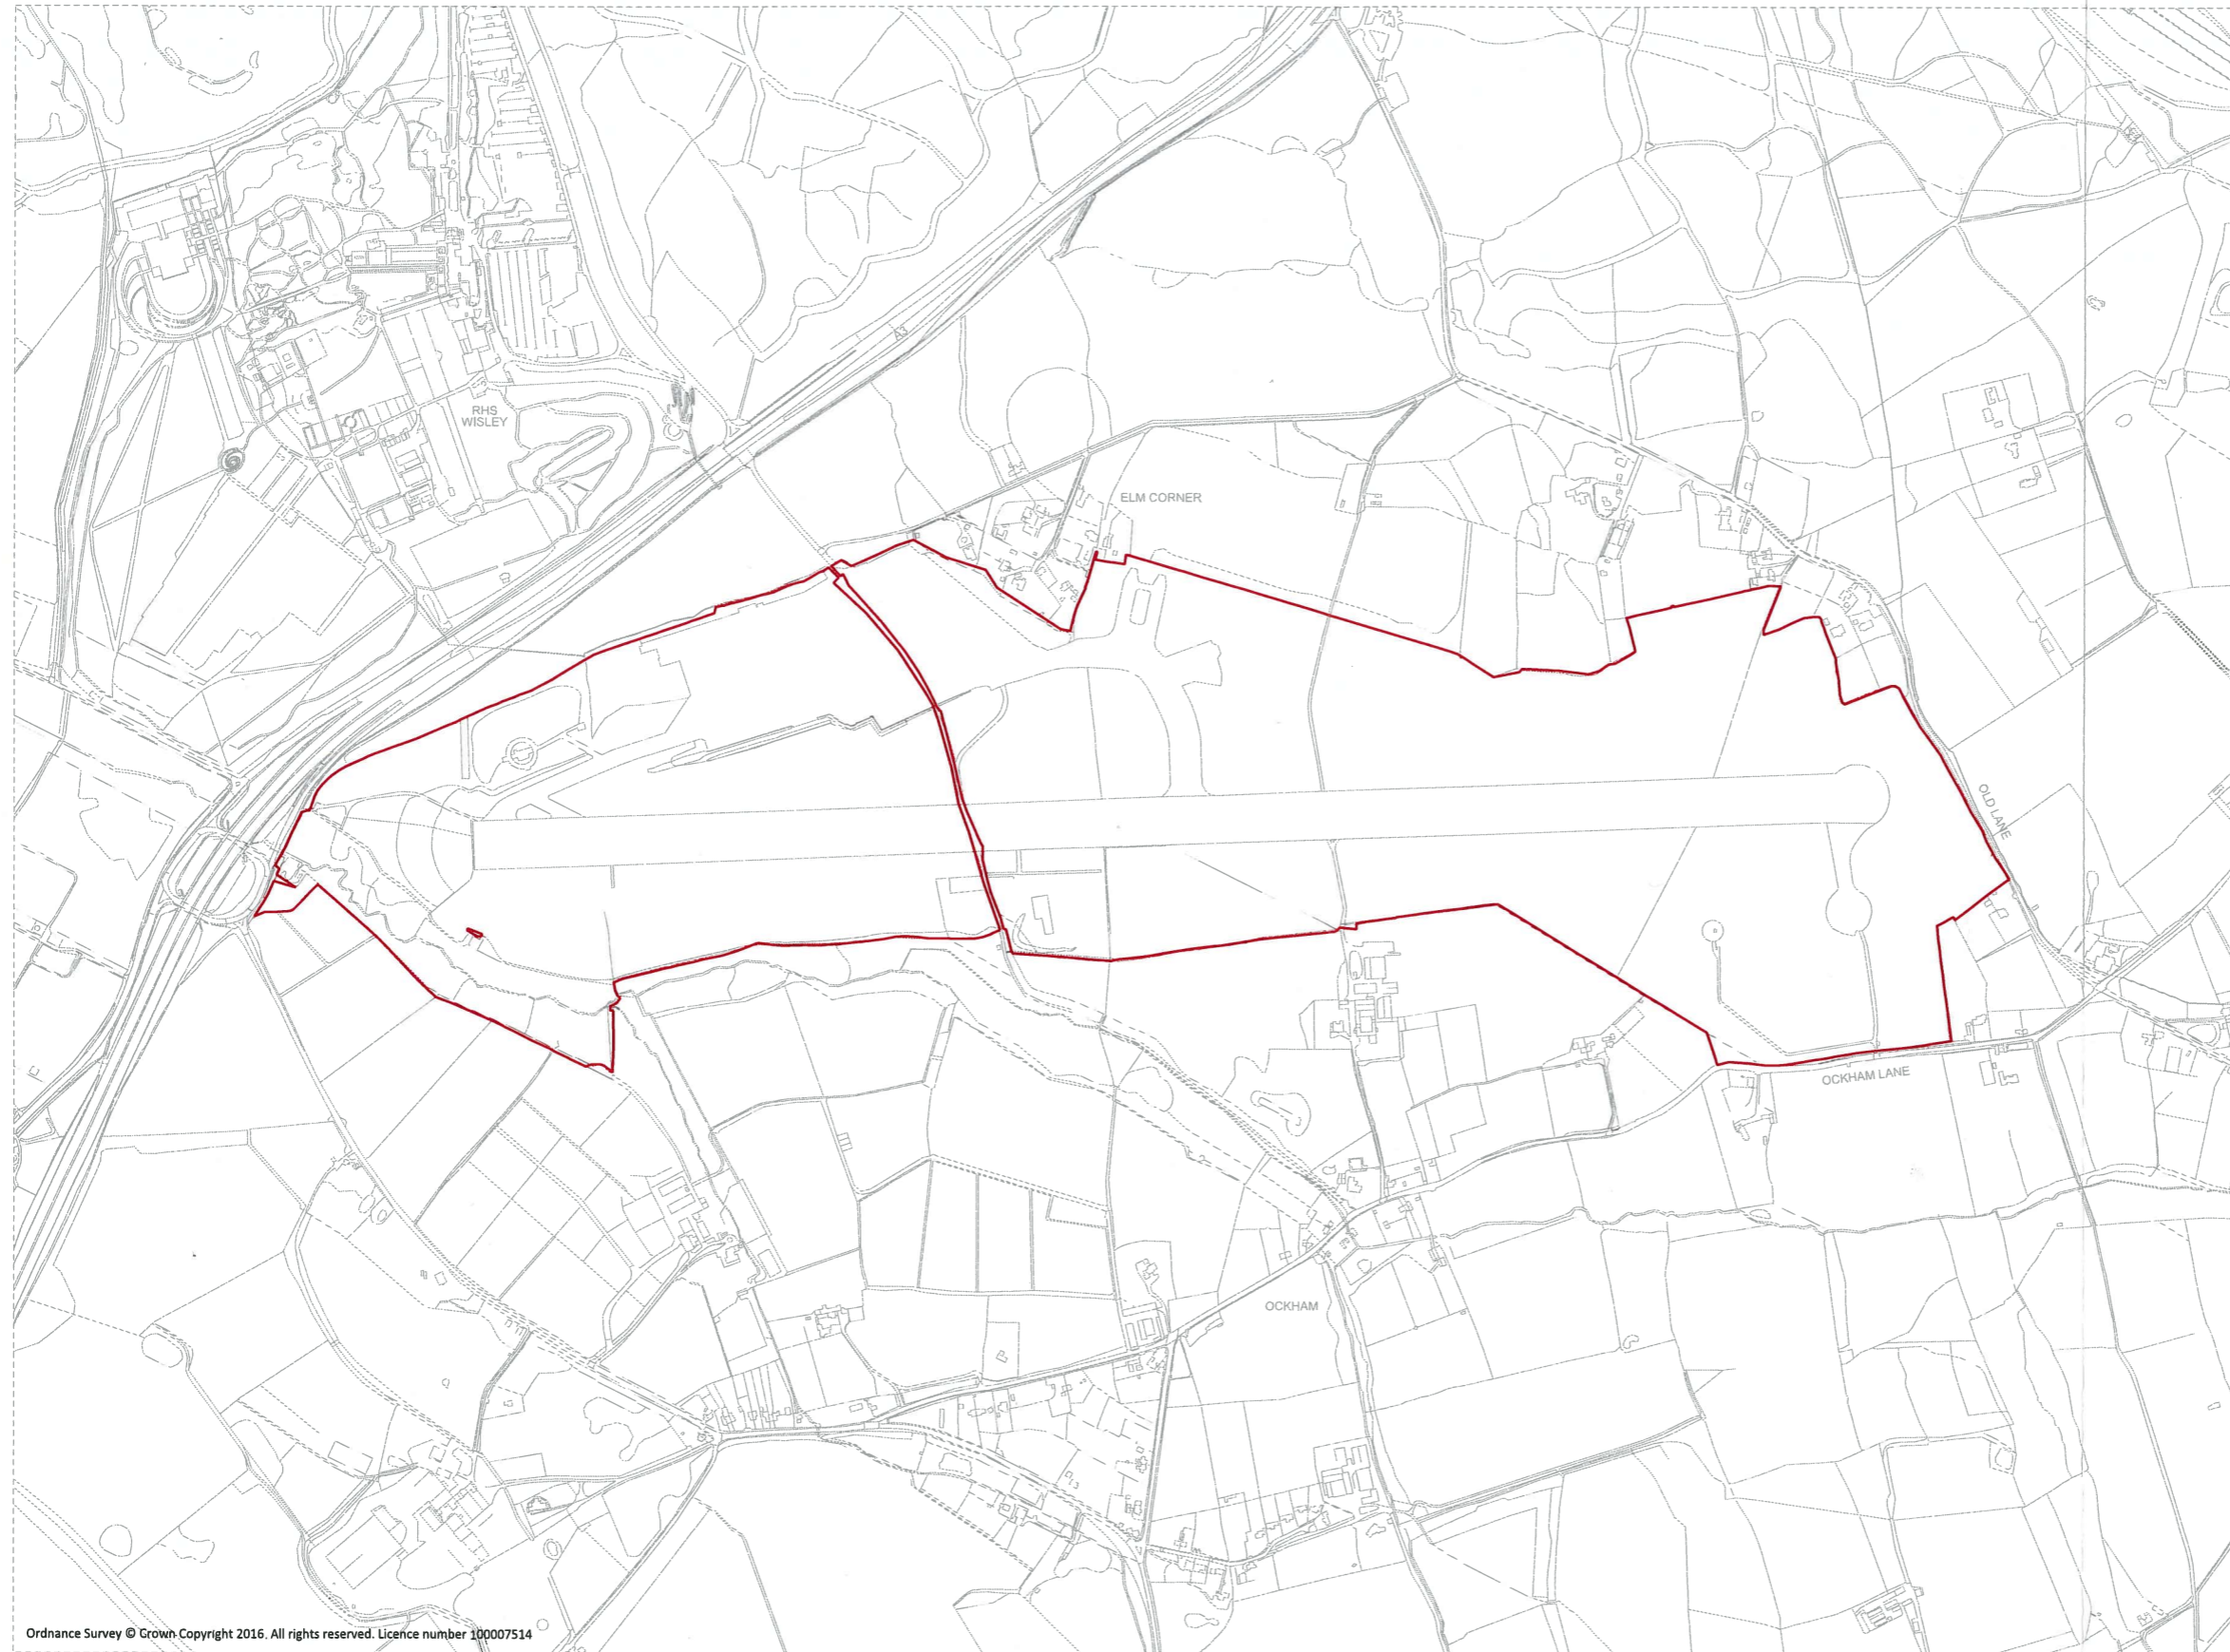 A3
RHS
WISLEY
ELM CORNER
OLD LANE
OCKHAM LANE
OCKHAM
Ordnance Survey © Crown Copyright 2016. All rights reserved. Licence number 100007514